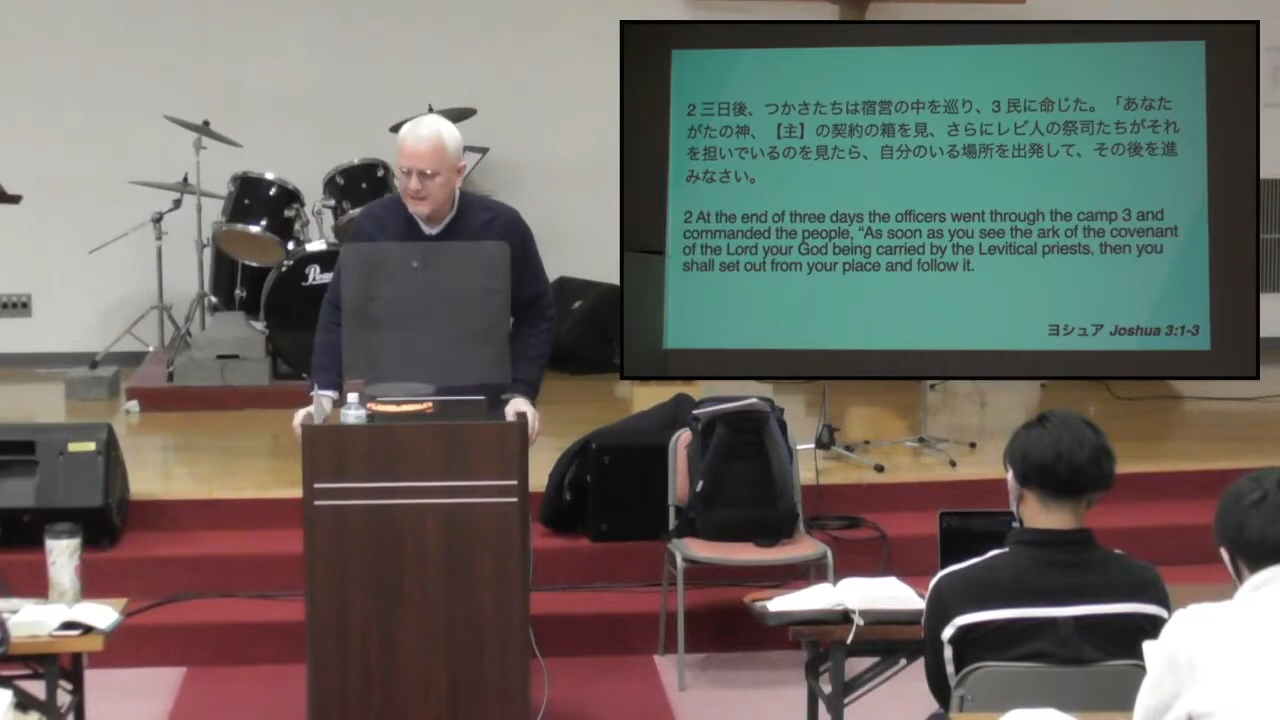 2 三日後、つかさたちは宿営の中を巡り、3 民に命じた。「あなた
がたの神、【主】の契約の箱を見、さらにレビ人の祭司たちがそれ
を担いでいるのを見たら、自分のいる場所を出発して、その後を進
みなさい。
2 At the end of three days the officers went through the camp 3 and
commanded the people, “As soon as you see the ark of the covenant
of the Lord your God being carried by the Levitical priests, then you
shall set out from your place and follow it.
ヨシュア Joshua 3:1-3